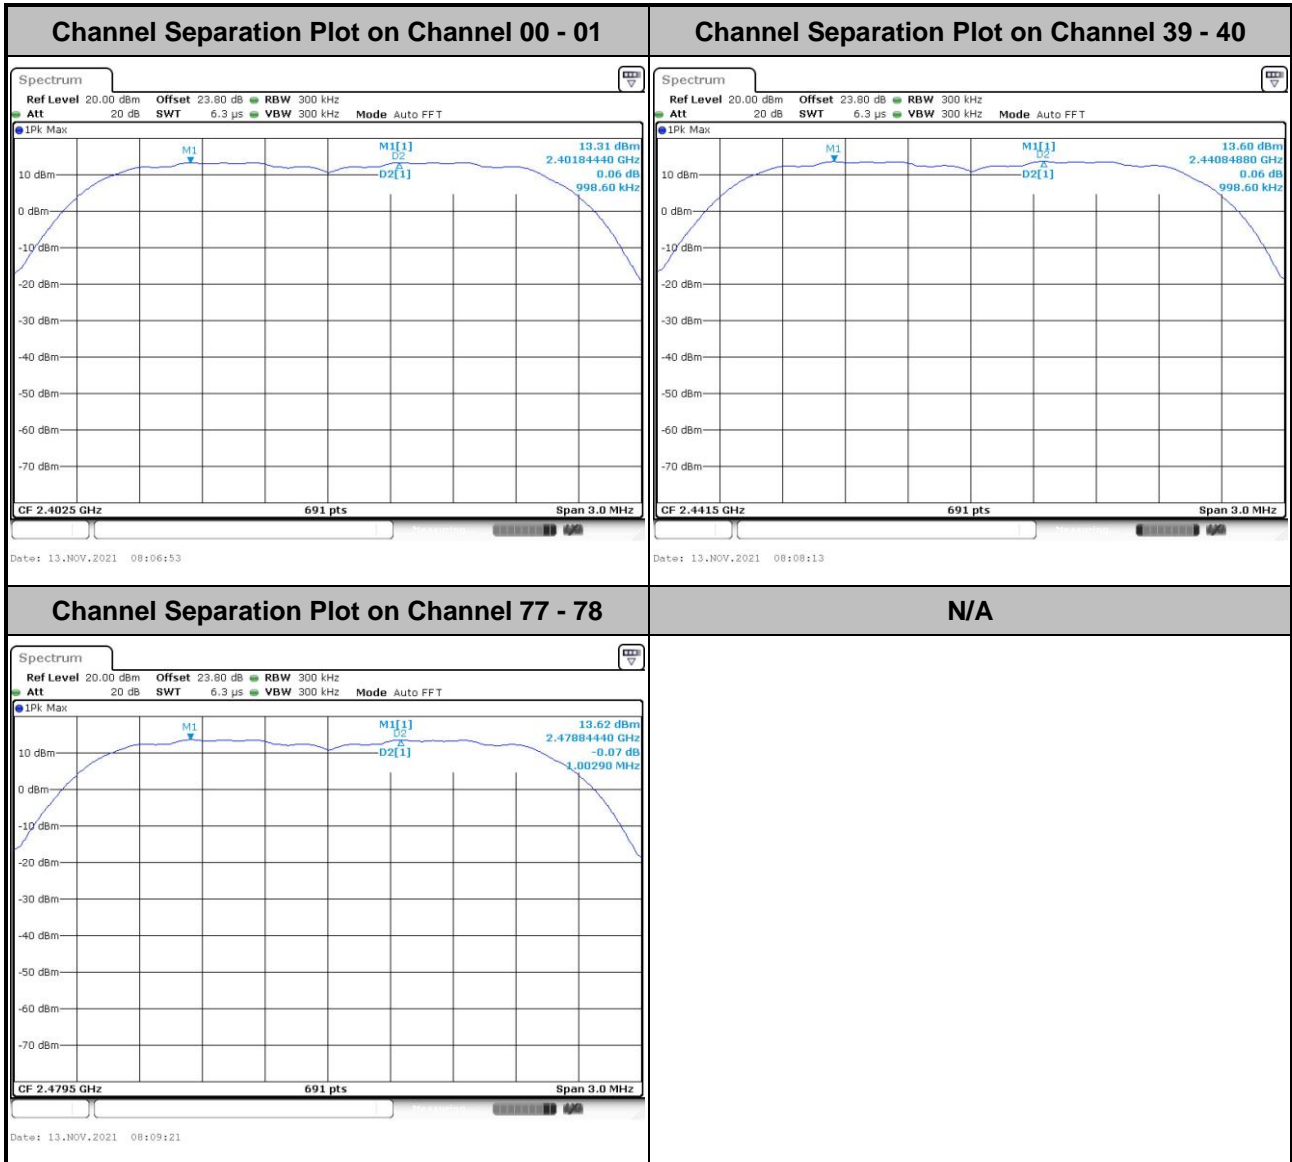 Channel Separation Plot on Channel 00 - 01
Spectrum
Ref Level 20.00 dBm Offset 23.80 dB RBW 300 kHz
Att 20 dB SWT 6.3 µs VBW 300 kHz Mode Auto FFT
1Pk Max
M1[1] 13.31 dBm
2.40184440 GHz
D2[1] 0.06 dB
998.60 kHz
M1
D2
10 dBm
0 dBm
-10 dBm
-20 dBm
-30 dBm
-40 dBm
-50 dBm
-60 dBm
-70 dBm
CF 2.4025 GHz 691 pts Span 3.0 MHz
Date: 13.NOV.2021 08:06:53
Channel Separation Plot on Channel 39 - 40
Spectrum
Ref Level 20.00 dBm Offset 23.80 dB RBW 300 kHz
Att 20 dB SWT 6.3 µs VBW 300 kHz Mode Auto FFT
1Pk Max
M1[1] 13.60 dBm
2.44084880 GHz
D2[1] 0.06 dB
998.60 kHz
M1
D2
10 dBm
0 dBm
-10 dBm
-20 dBm
-30 dBm
-40 dBm
-50 dBm
-60 dBm
-70 dBm
CF 2.4415 GHz 691 pts Span 3.0 MHz
Date: 13.NOV.2021 08:08:13
Channel Separation Plot on Channel 77 - 78
Spectrum
Ref Level 20.00 dBm Offset 23.80 dB RBW 300 kHz
Att 20 dB SWT 6.3 µs VBW 300 kHz Mode Auto FFT
1Pk Max
M1[1] 13.62 dBm
2.47884440 GHz
D2[1] -0.07 dB
1.00290 MHz
M1
D2
10 dBm
0 dBm
-10 dBm
-20 dBm
-30 dBm
-40 dBm
-50 dBm
-60 dBm
-70 dBm
CF 2.4795 GHz 691 pts Span 3.0 MHz
Date: 13.NOV.2021 08:09:21
N/A